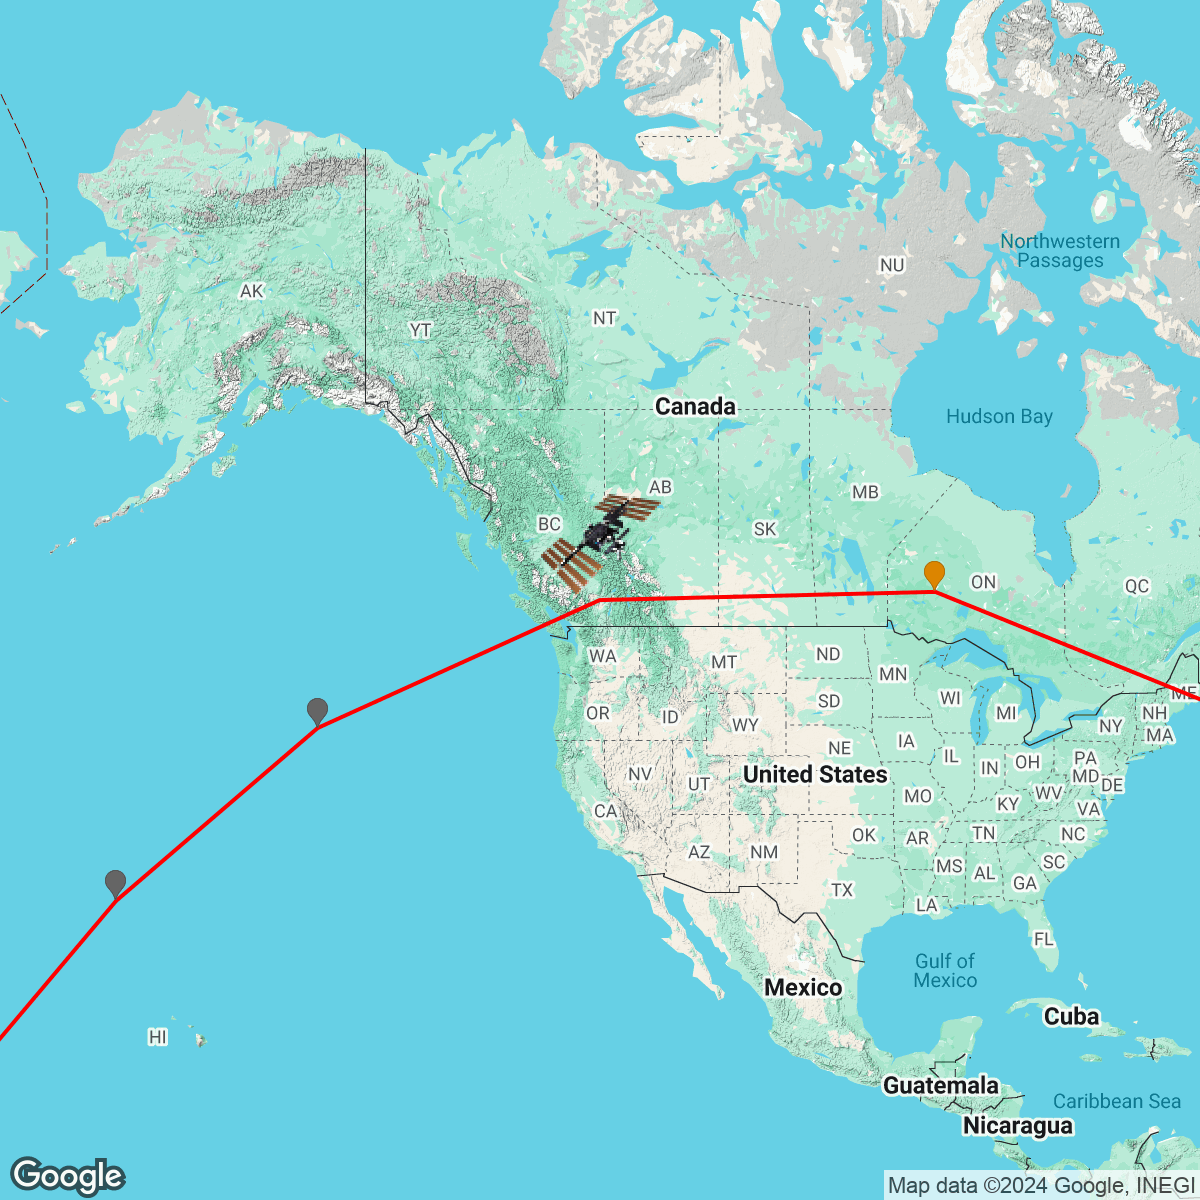 Northwestern
Passages
NU
AK
NT
YT
Canada
Hudson Bay
AB
MB
BC
SK
ON
QC
WA
MT
ND
MN
ME
OR
ID
WY
SD
WI
MI
NH
NY
MA
NE
IA
IL
IN
OH
PA
NV
UT
United States
MD
DE
CA
MO
KY
WV
VA
OK
AR
TN
NC
AZ
NM
MS
AL
SC
GA
TX
LA
FL
Gulf of
Mexico
Mexico
Cuba
HI
Guatemala
Caribbean Sea
Nicaragua
Google
Map data ©2024 Google, INEGI